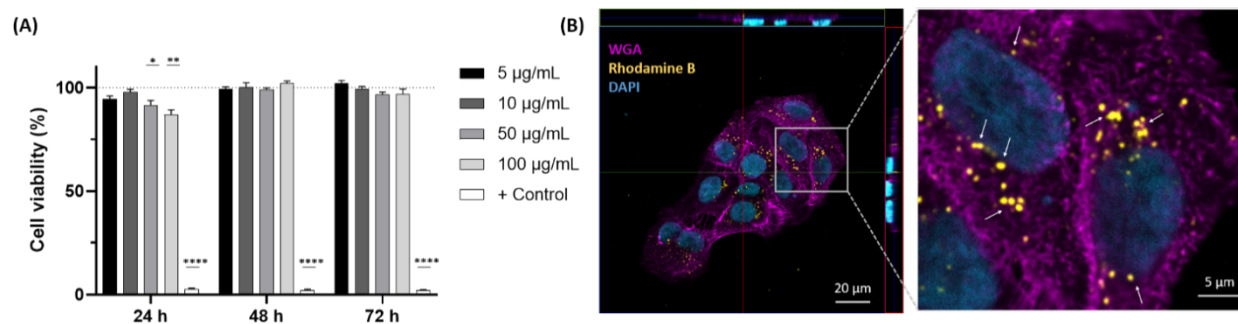 (A)
Cell viability (%)
100
50
0
* **
**** **** ****
24 h 48 h 72 h
5 µg/mL
10 µg/mL
50 µg/mL
100 µg/mL
+ Control
(B)
WGA
Rhodamine B
DAPI
20 µm
5 µm